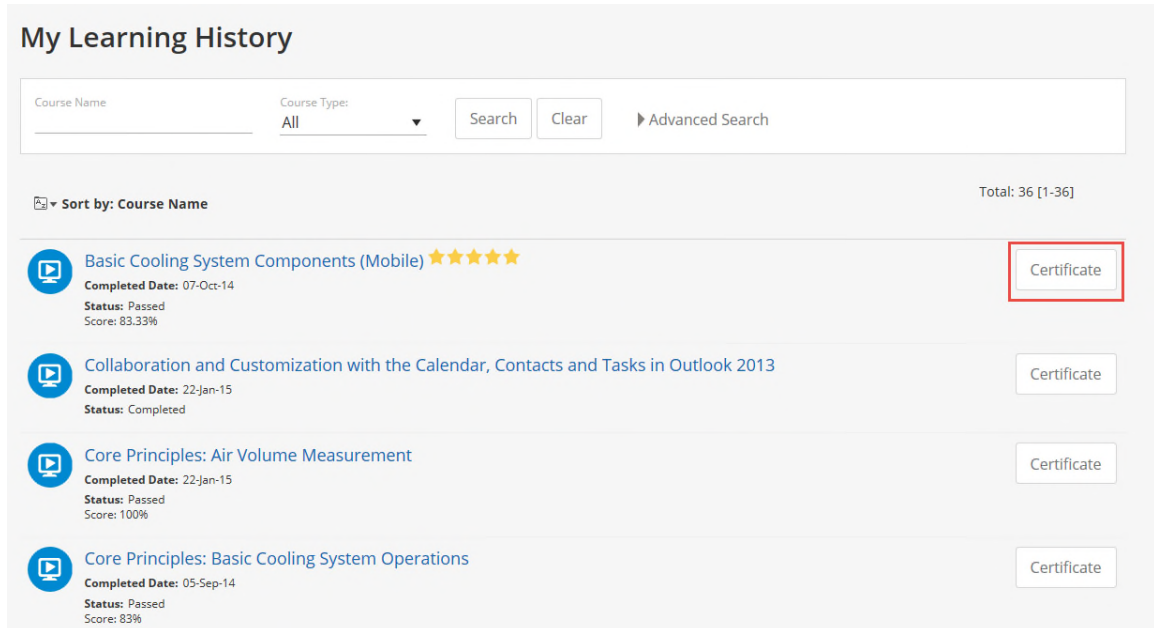 My Learning History
Course Name
Course Type:
All
Search
Clear
Advanced Search
Total: 36 [1-36]
Sort by: Course Name
Basic Cooling System Components (Mobile)
Certificate
Completed Date: 07-Oct-14
Status: Passed
Score: 83.33%
Collaboration and Customization with the Calendar, Contacts and Tasks in Outlook 2013
Certificate
Completed Date: 22-Jan-15
Status: Completed
Core Principles: Air Volume Measurement
Certificate
Completed Date: 22-Jan-15
Status: Passed
Score: 100%
Core Principles: Basic Cooling System Operations
Certificate
Completed Date: 05-Sep-14
Status: Passed
Score: 83%